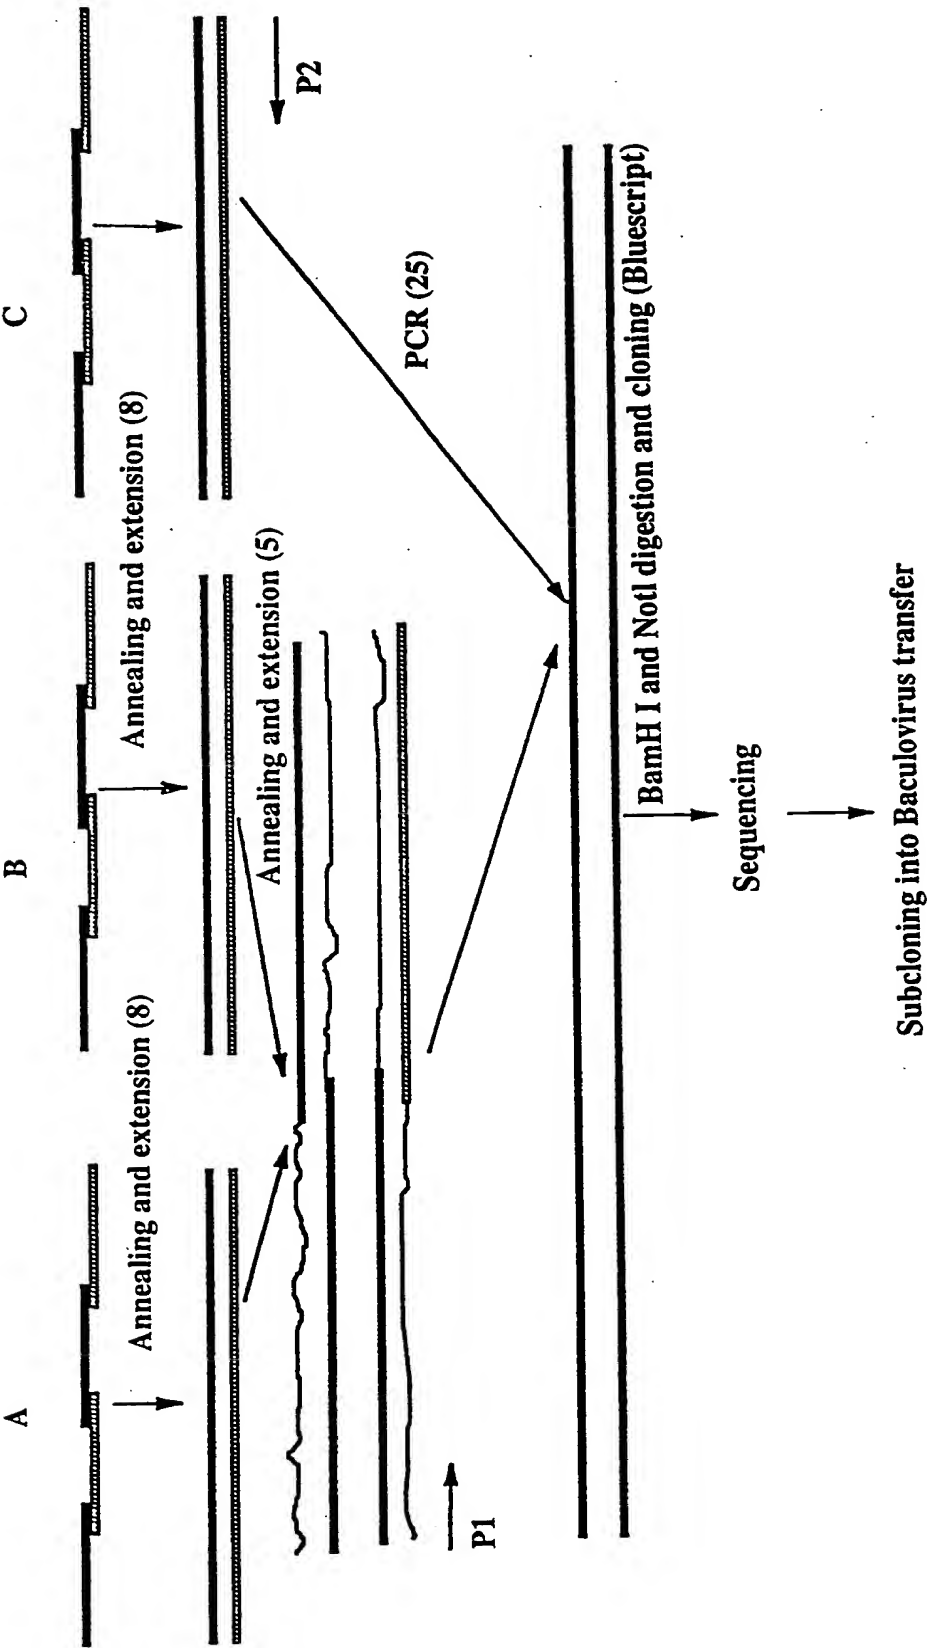 A
B
C
Annealing and extension (8)
Annealing and extension (8)
Annealing and extension (5)
P2
PCR (25)
P1
BamH I and NotI digestion and cloning (Bluescript)
Sequencing
Subcloning into Baculovirus transfer